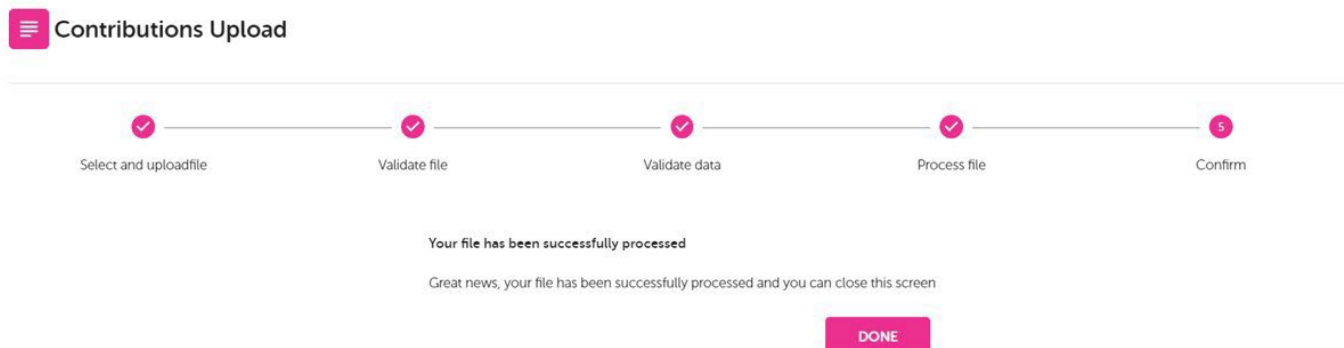 Contributions Upload
5
Select and uploadfile
Validate file
Validate data
Process file
Confirm
Your file has been successfully processed
Great news, your file has been successfully processed and you can close this screen
DONE